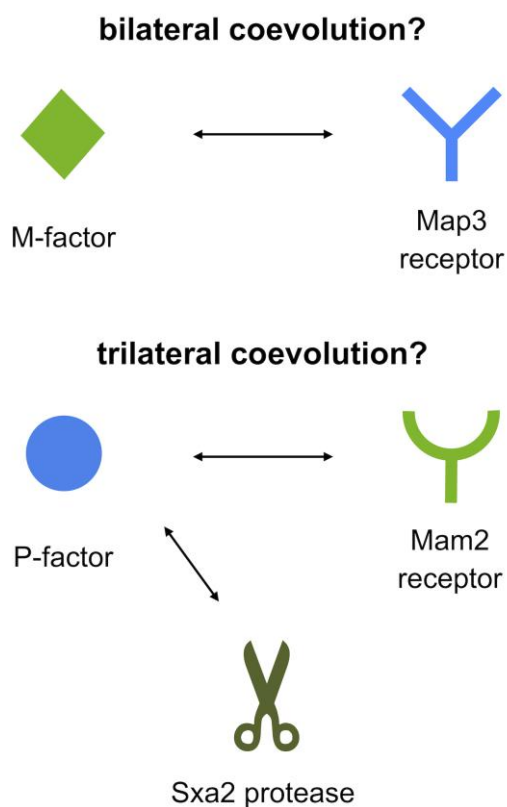 bilateral coevolution?
M-factor
Map3
receptor
trilateral coevolution?
P-factor
Mam2
receptor
Sxa2 protease